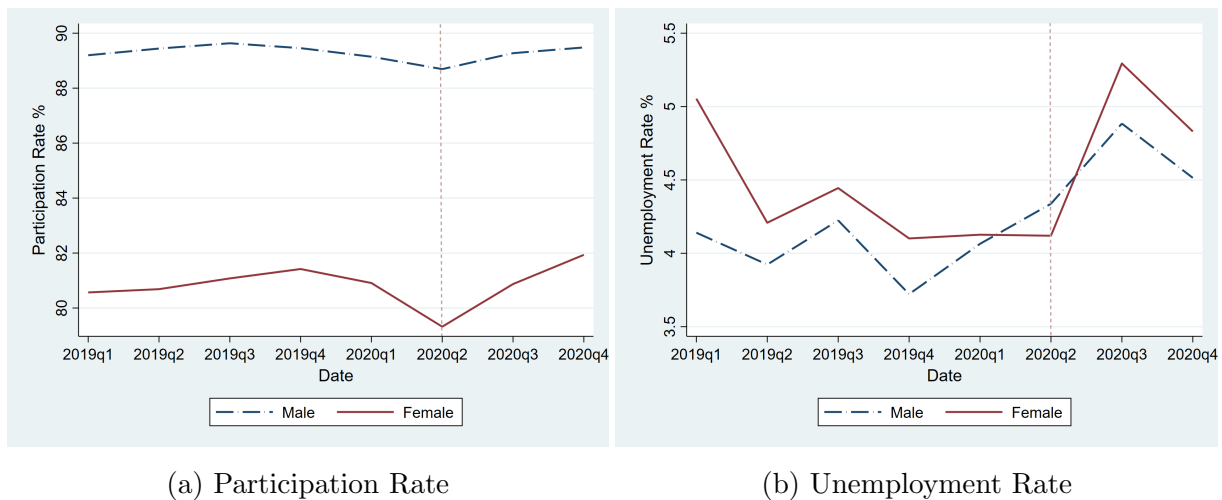 90
88
86
84
82
80
Participation Rate %
2019q1 2019q2 2019q3 2019q4 2020q1 2020q2 2020q3 2020q4
Date
Male Female
(a) Participation Rate
5.5
5
4.5
4
3.5
Unemployment Rate %
2019q1 2019q2 2019q3 2019q4 2020q1 2020q2 2020q3 2020q4
Date
Male Female
(b) Unemployment Rate